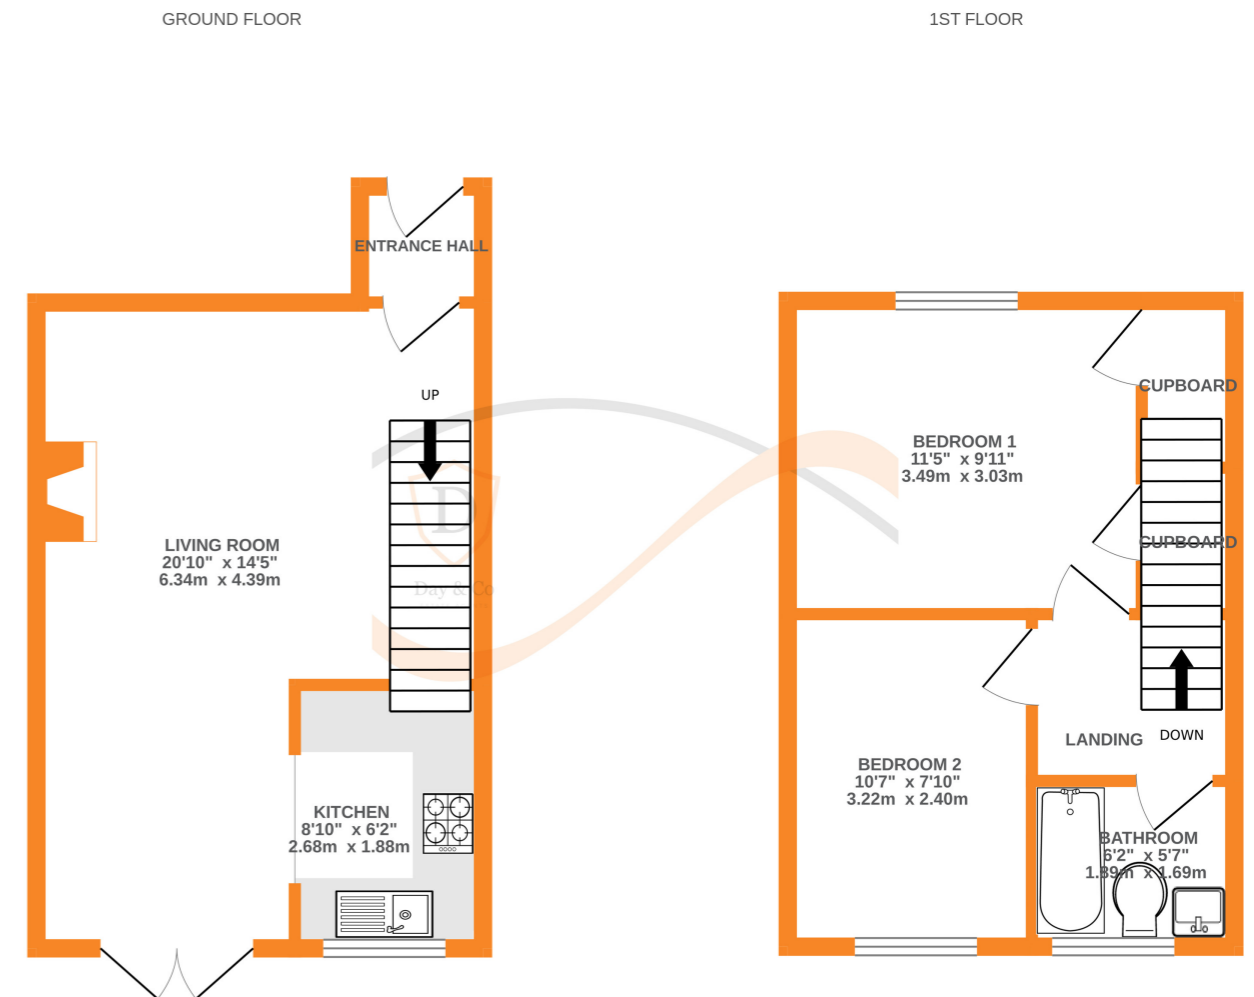 GROUND FLOOR
1ST FLOOR
ENTRANCE HALL
UP
LIVING ROOM
20'10" x 14'5"
6.34m x 4.39m
D
Day & Co
KITCHEN
8'10" x 6'2"
2.68m x 1.88m
CUPBOARD
BEDROOM 1
11'5" x 9'11"
3.49m x 3.03m
CUPBOARD
LANDING
DOWN
BEDROOM 2
10'7" x 7'10"
3.22m x 2.40m
BATHROOM
6'2" x 5'7"
1.89m x 1.69m